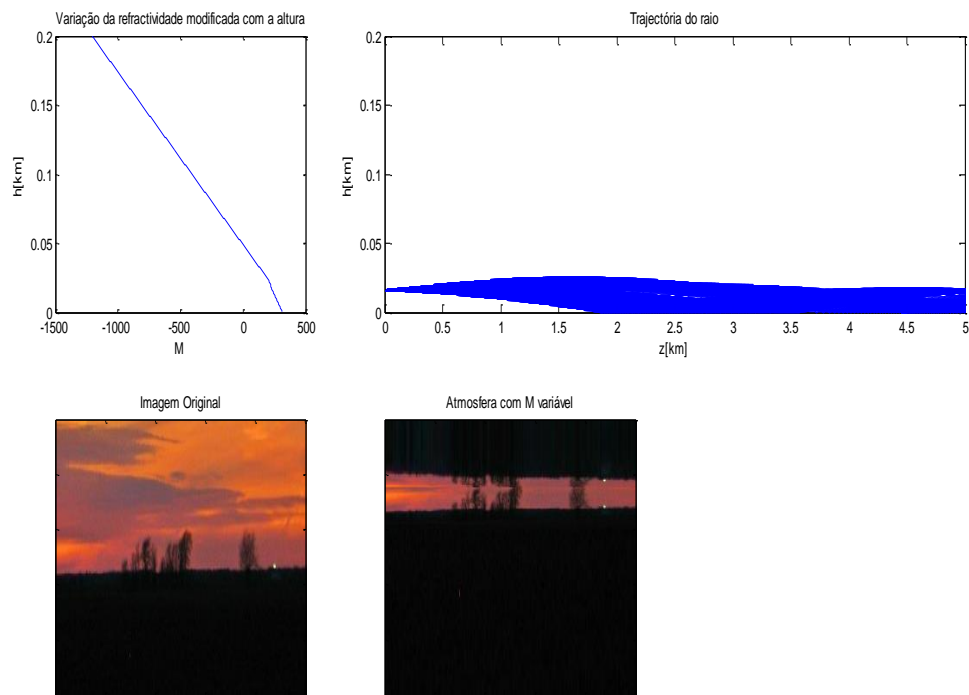 Variação da refractividade modificada com a altura
0.2
0.15
0.1
0.05
0
h[km]
-1500 -1000 -500 0 500
M
Trajectória do raio
0.2
0.15
0.1
0.05
0
h[km]
0 0.5 1 1.5 2 2.5 3 3.5 4 4.5 5
z[km]
Imagem Original
Atmosfera com M variável